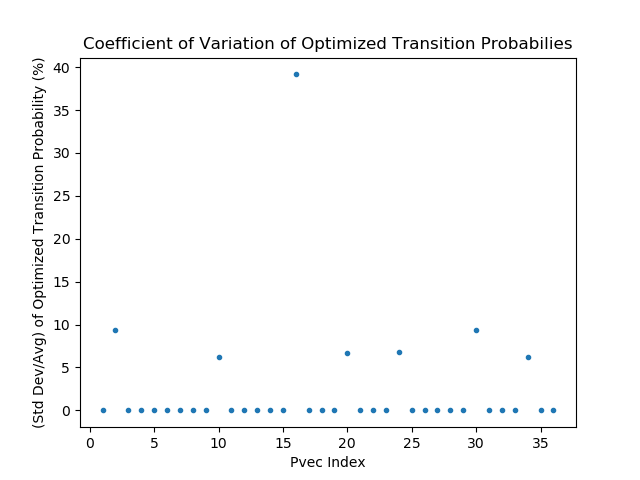 Coefficient of Variation of Optimized Transition Probabilies
(Std Dev/Avg) of Optimized Transition Probability (%)
40
35
30
25
20
15
10
5
0
0 5 10 15 20 25 30 35
Pvec Index